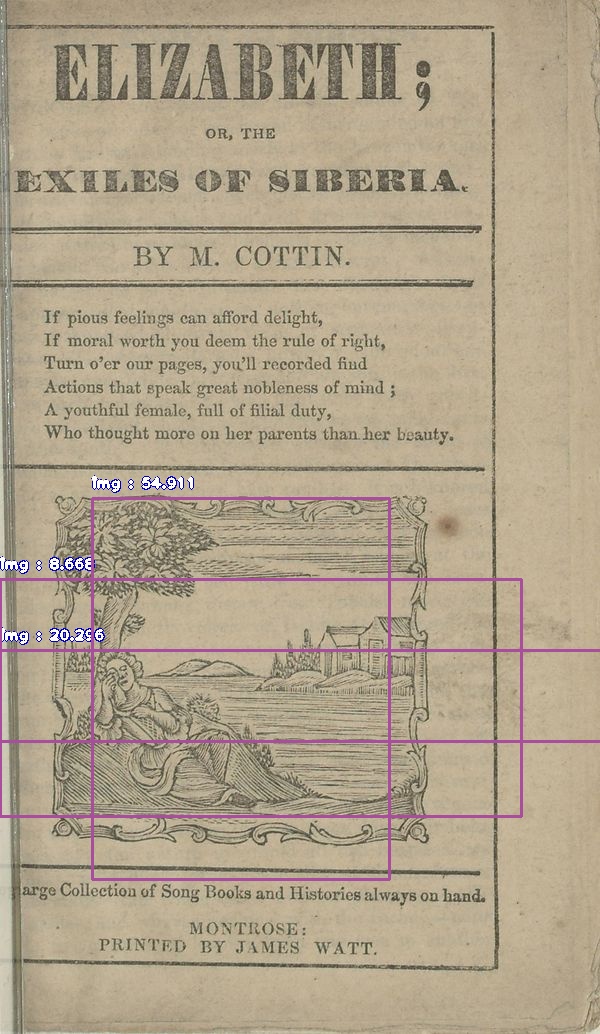 ELIZABETH;
OR, THE
EXILES OF SIBERIA.
BY M. COTTIN.
If pious feelings can afford delight,
If moral worth you deem the rule of right,
Turn o'er our pages, you'll recorded find
Actions that speak great nobleness of mind;
A youthful female, full of filial duty,
Who thought more on her parents than her beauty.
img : 54.911
img : 8.668
img : 20.296
arge Collection of Song Books and Histories always on hand.
MONTROSE:
PRINTED BY JAMES WATT.